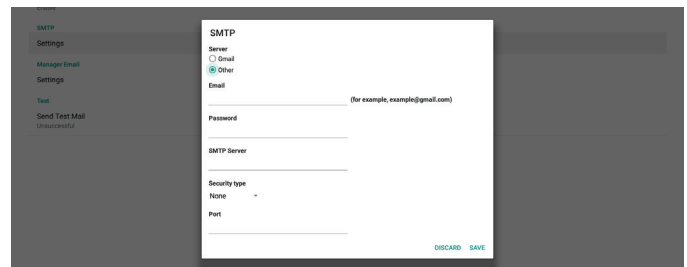 Enable
SMTP
Settings
Manager Email
Settings
Test
Send Test Mail
Unsuccessful
SMTP
Server
Gmail
Other
Email
(for example, example@gmail.com)
Password
SMTP Server
Security type
None
Port
DISCARD SAVE